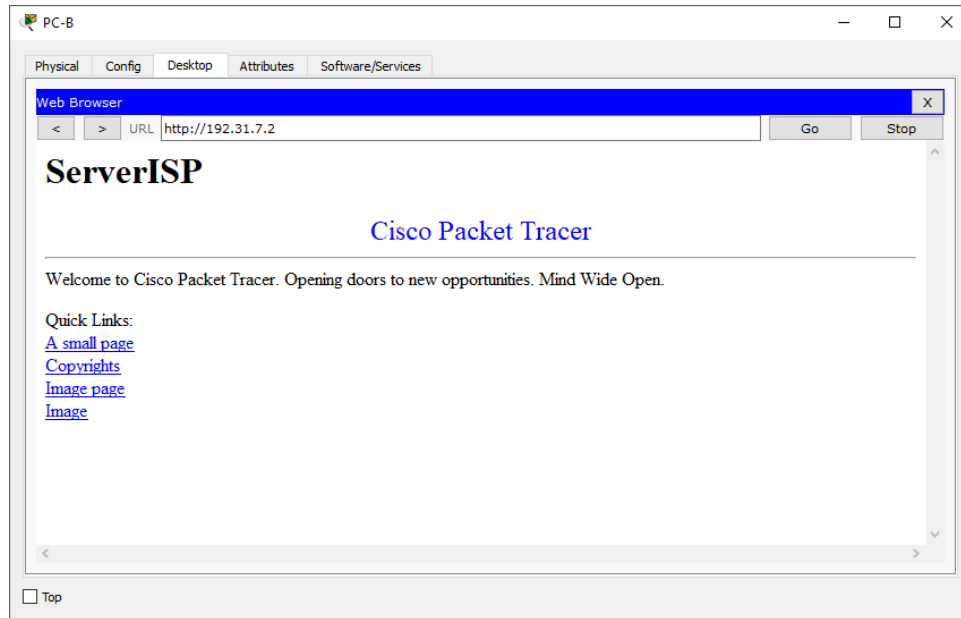 PC-B
Physical Config Desktop Attributes Software/Services
Web Browser X
< > URL http://192.31.7.2 Go Stop
ServerISP
Cisco Packet Tracer
Welcome to Cisco Packet Tracer. Opening doors to new opportunities. Mind Wide Open.
Quick Links:
A small page
Copyrights
Image page
Image
Top